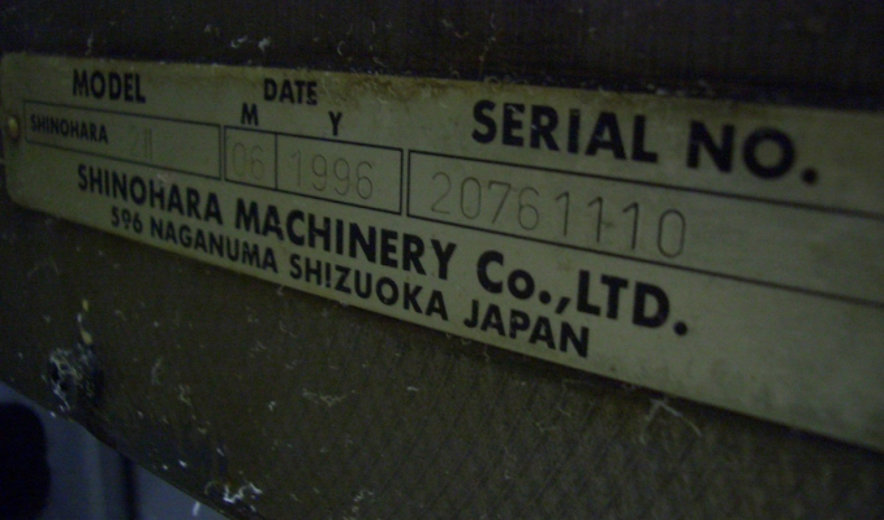 MODEL DATE SERIAL NO.
M Y
SHINOHARA 06 1996 20761110
SHINOHARA MACHINERY Co.,LTD.
596 NAGANUMA SHIZUOKA JAPAN